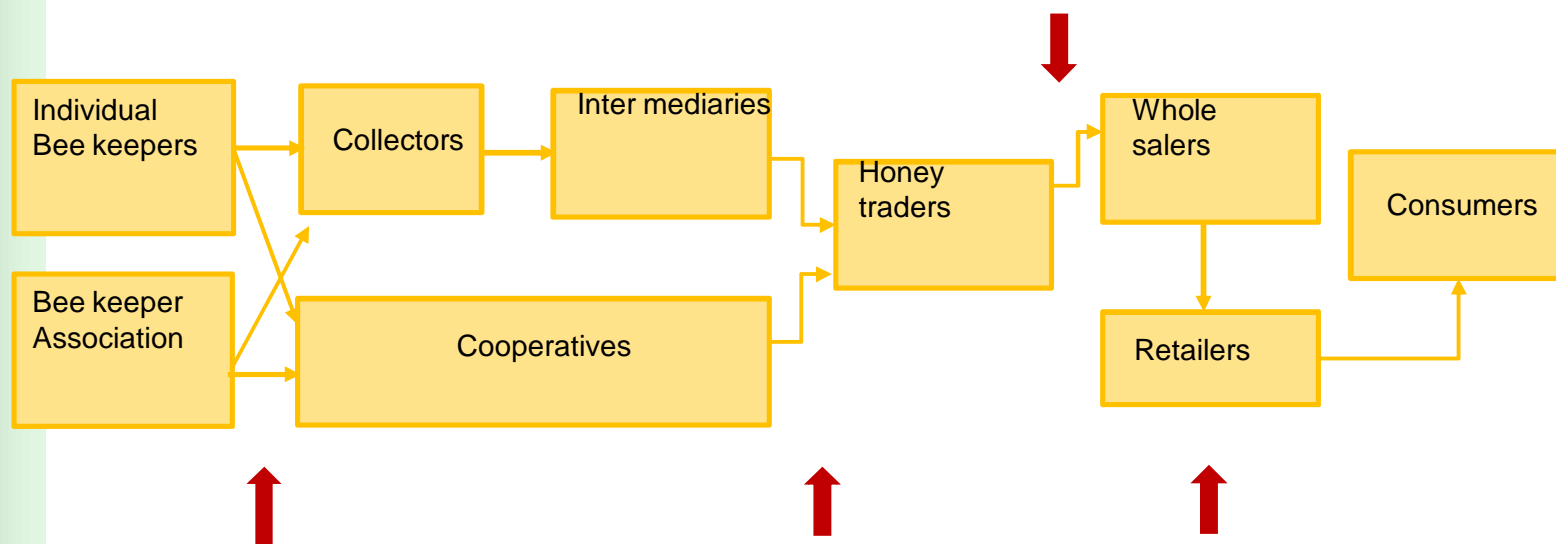 Individual
Bee keepers
Collectors
Inter mediaries
Honey
traders
Whole
salers
Consumers
Bee keeper
Association
Cooperatives
Retailers